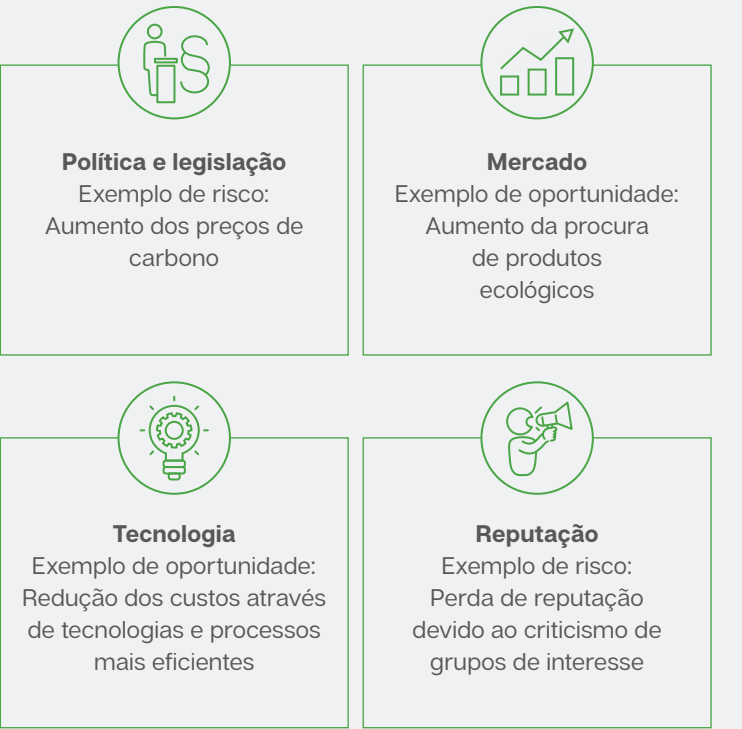 Política e legislação
Exemplo de risco:
Aumento dos preços de
carbono
Mercado
Exemplo de oportunidade:
Aumento da procura
de produtos
ecológicos
Tecnologia
Exemplo de oportunidade:
Redução dos custos através
de tecnologias e processos
mais eficientes
Reputação
Exemplo de risco:
Perda de reputação
devido ao criticismo de
grupos de interesse